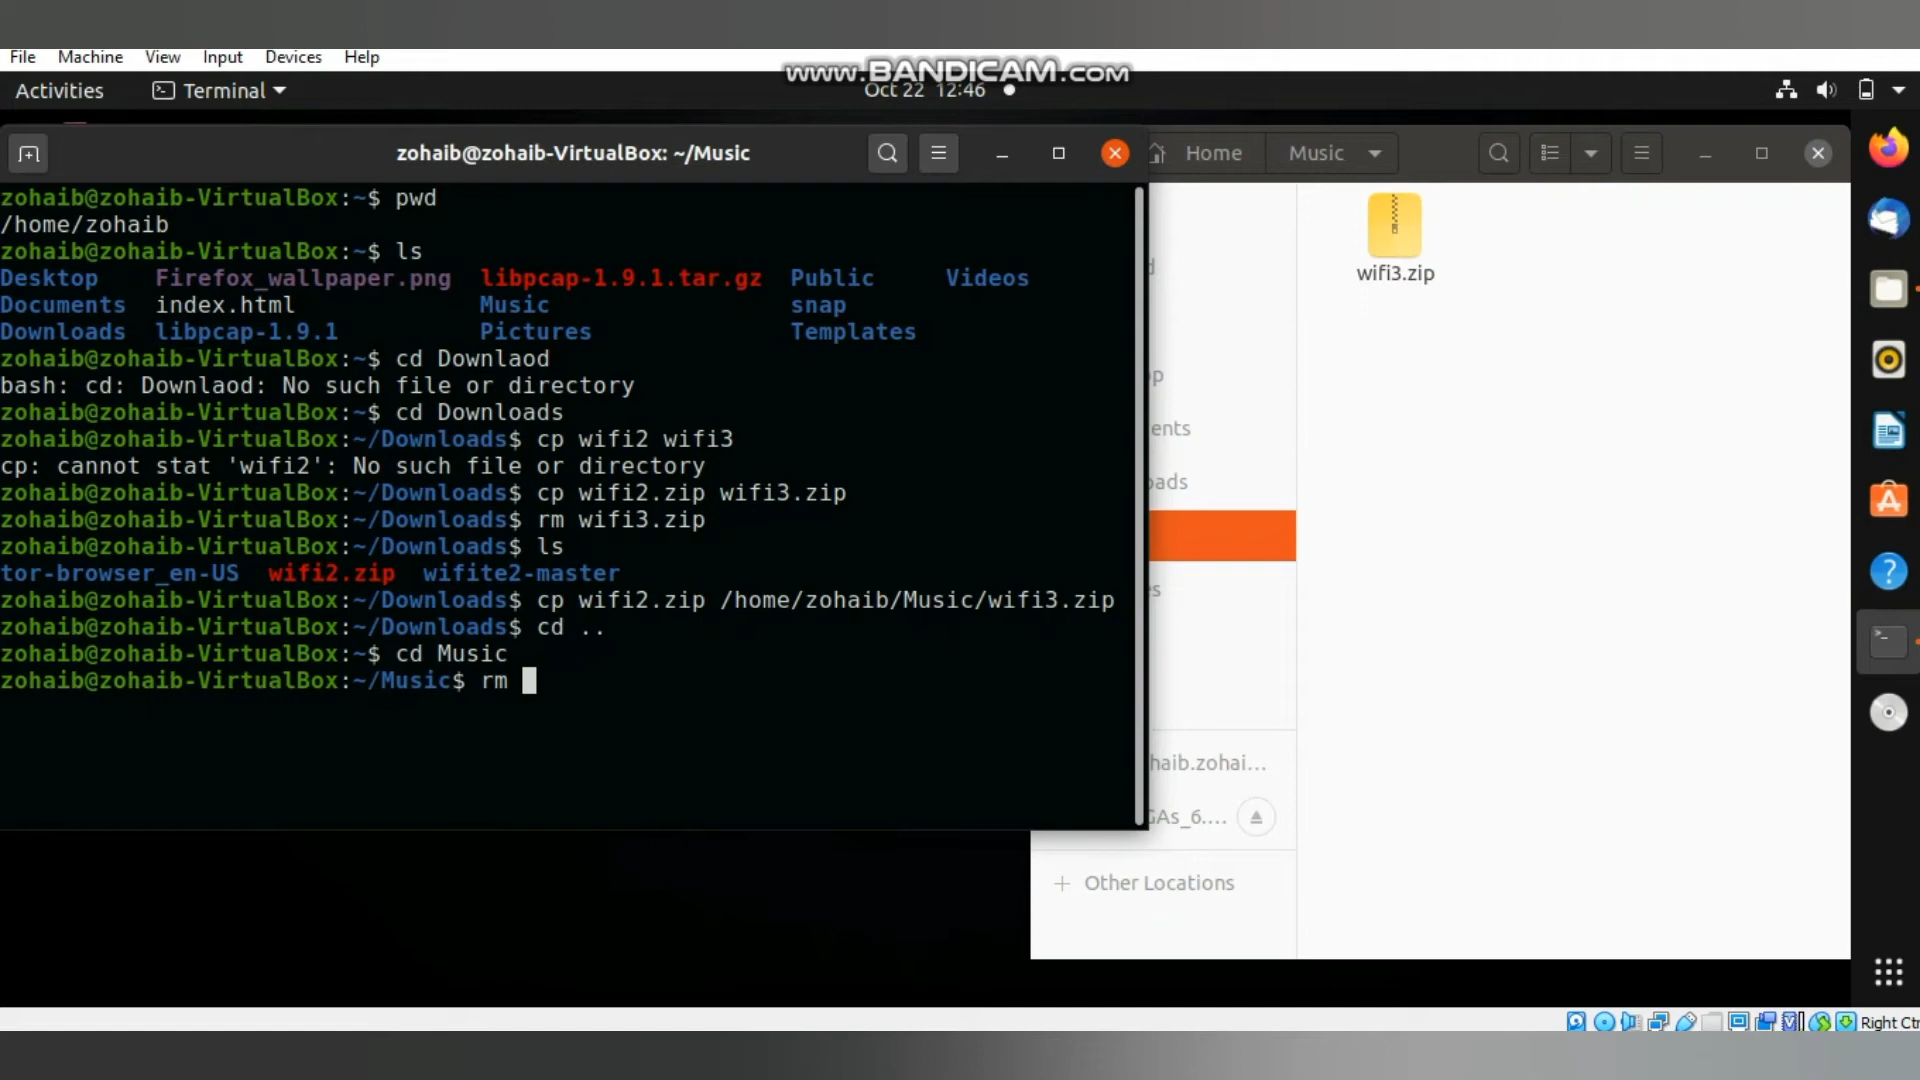 File Machine View Input Devices Help
www.BANDICAM.com
Activities Terminal Oct 22 12:46
zohaib@zohaib-VirtualBox: ~/Music
Home Music
zohaib@zohaib-VirtualBox:~$ pwd
/home/zohaib
zohaib@zohaib-VirtualBox:~$ ls
Desktop Firefox_wallpaper.png libpcap-1.9.1.tar.gz Public Videos
Documents index.html Music snap
Downloads libpcap-1.9.1 Pictures Templates
zohaib@zohaib-VirtualBox:~$ cd Downlaod
bash: cd: Downlaod: No such file or directory
zohaib@zohaib-VirtualBox:~$ cd Downloads
zohaib@zohaib-VirtualBox:~/Downloads$ cp wifi2 wifi3
cp: cannot stat 'wifi2': No such file or directory
zohaib@zohaib-VirtualBox:~/Downloads$ cp wifi2.zip wifi3.zip
zohaib@zohaib-VirtualBox:~/Downloads$ rm wifi3.zip
zohaib@zohaib-VirtualBox:~/Downloads$ ls
tor-browser_en-US wifi2.zip wifite2-master
zohaib@zohaib-VirtualBox:~/Downloads$ cp wifi2.zip /home/zohaib/Music/wifi3.zip
zohaib@zohaib-VirtualBox:~/Downloads$ cd ..
zohaib@zohaib-VirtualBox:~$ cd Music
zohaib@zohaib-VirtualBox:~/Music$ rm
wifi3.zip
d
p
ents
oads
es
haib.zohai...
GAs_6....
+ Other Locations
Right Ctr